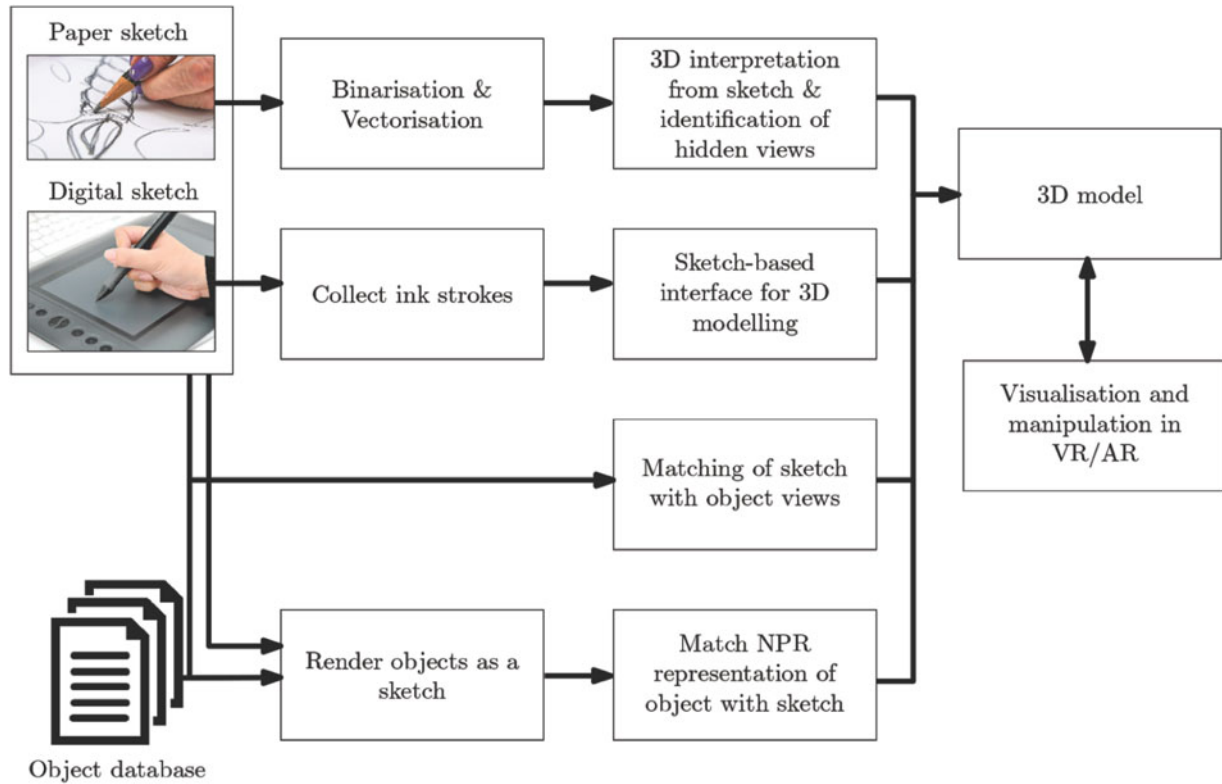 Paper sketch
Digital sketch
Binarisation &
Vectorisation
3D interpretation
from sketch &
identification of
hidden views
3D model
Collect ink strokes
Sketch-based
interface for 3D
modelling
Visualisation and
manipulation in
VR/AR
Matching of sketch
with object views
Render objects as a
sketch
Match NPR
representation of
object with sketch
Object database